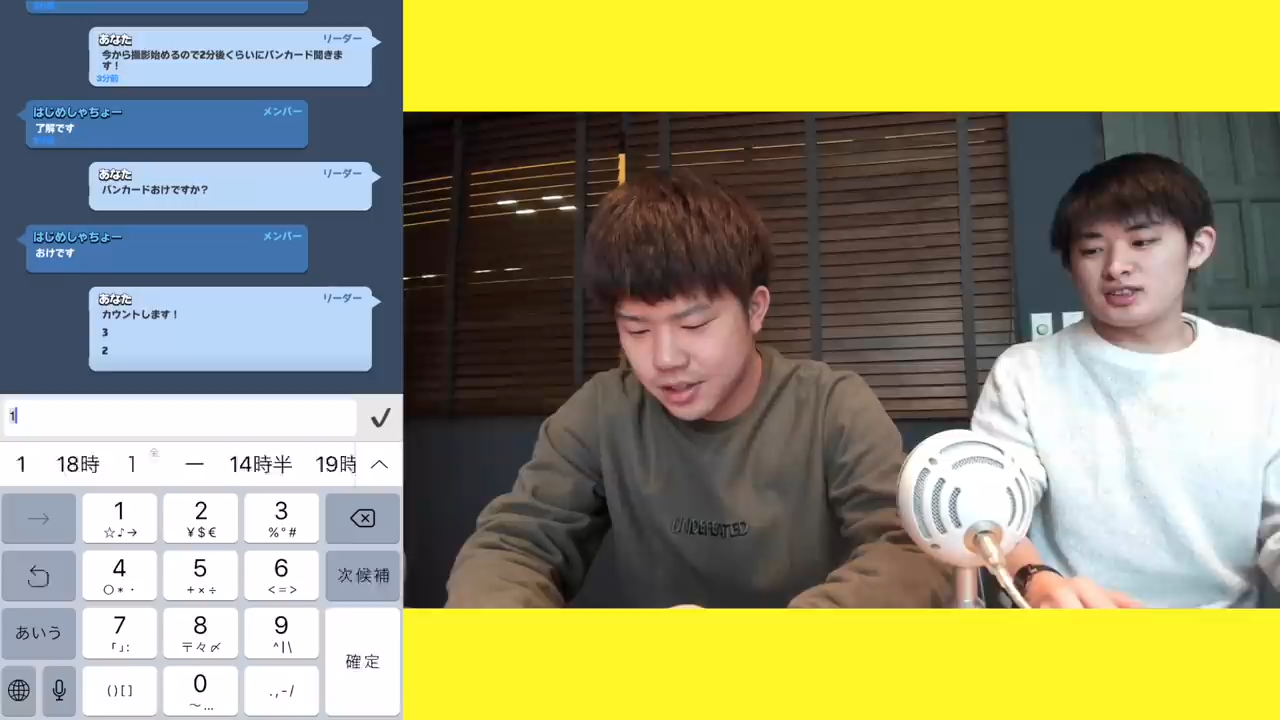 あなた
リーダー
今から撮影始めるので2分後くらいにバンカード開きま
す！
3分前
はじめしゃちょー
メンバー
了解です
あなた
リーダー
バンカードおけですか？
はじめしゃちょー
メンバー
おけです
あなた
リーダー
カウントします！
3
2
1
1 18時 1 全 一 14時半 19時
→ 1 2 3
☆♪→ ¥$€ %°#
4 5 6 次候補
○*・ +×÷ <=>
あいう 7 8 9
「」: 〒々〆 ^|\
確定
()[] 0 .,-/
～…
UNDEFEATED